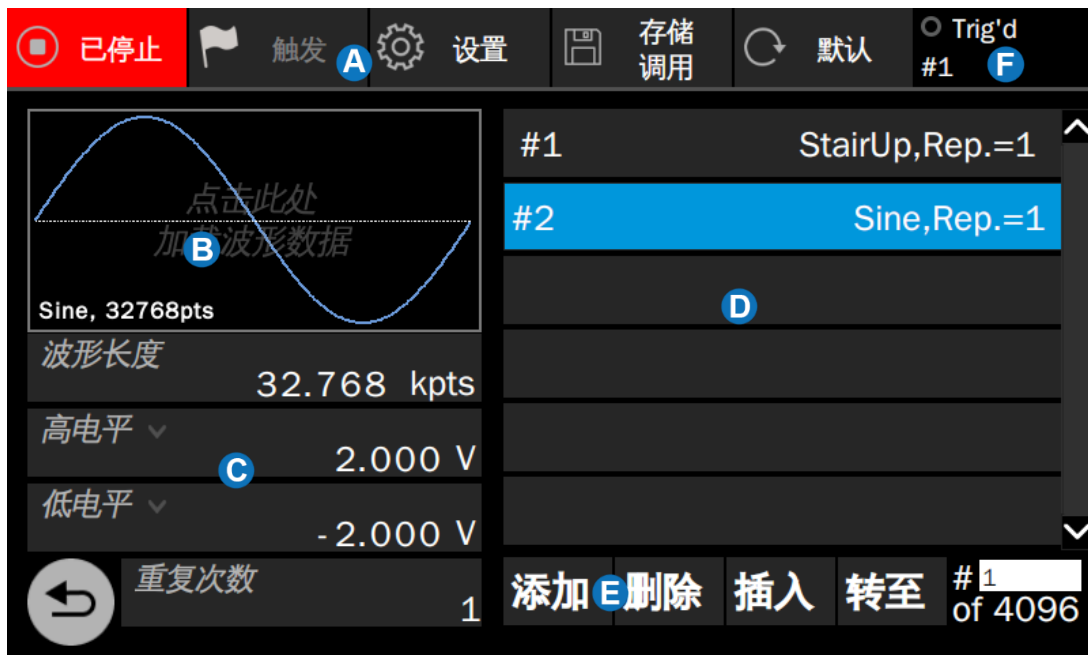 已停止
触发
A
设置
存储
调用
默认
Trig'd
#1
F
点击此处
加载波形数据
B
Sine, 32768pts
波形长度
32.768 kpts
高电平
2.000 V
C
低电平
-2.000 V
重复次数
1
#1 StairUp,Rep.=1
#2 Sine,Rep.=1
D
添加 E 删除 插入 转至 # 1
of 4096